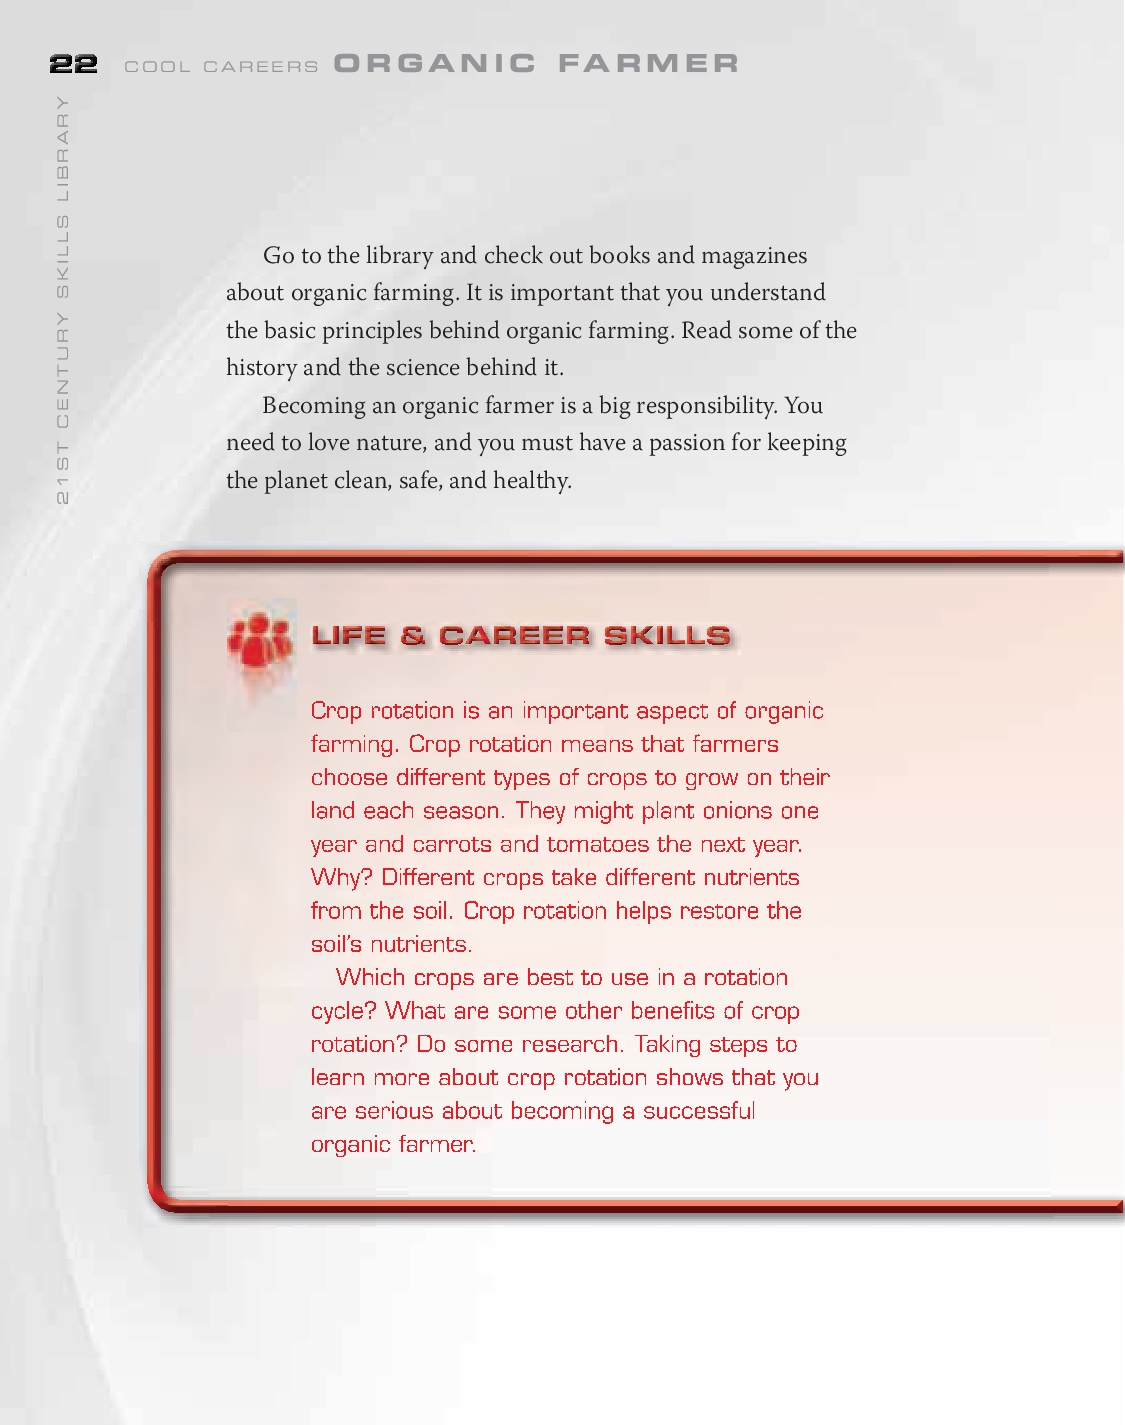 22 COOL CAREERS ORGANIC FARMER
21ST CENTURY SKILLS LIBRARY
Go to the library and check out books and magazines
about organic farming. It is important that you understand
the basic principles behind organic farming. Read some of the
history and the science behind it.
Becoming an organic farmer is a big responsibility. You
need to love nature, and you must have a passion for keeping
the planet clean, safe, and healthy.
LIFE & CAREER SKILLS
Crop rotation is an important aspect of organic
farming. Crop rotation means that farmers
choose different types of crops to grow on their
land each season. They might plant onions one
year and carrots and tomatoes the next year.
Why? Different crops take different nutrients
from the soil. Crop rotation helps restore the
soil's nutrients.
Which crops are best to use in a rotation
cycle? What are some other benefits of crop
rotation? Do some research. Taking steps to
learn more about crop rotation shows that you
are serious about becoming a successful
organic farmer.